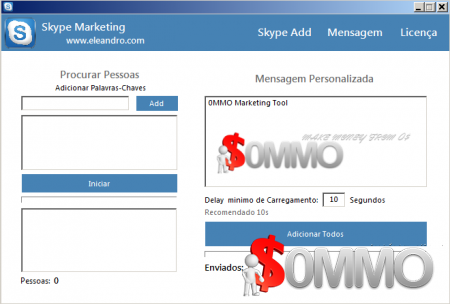 Skype Marketing
www.eleandro.com
Skype Add
Mensagem
Licença
Procurar Pessoas
Adicionar Palavras-Chaves
Add
Iniciar
Pessoas: 0
Mensagem Personalizada
0MMO Marketing Tool
MAKE MONEY FROM 0s
$0MMO
Delay minimo de Carregamento: 10 Segundos
Recomendado 10s
Adicionar Todos
Enviados:
$0MMO